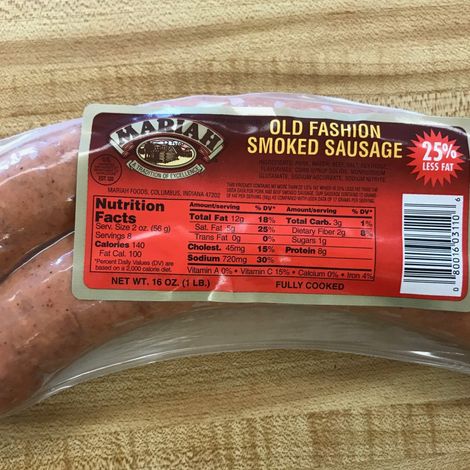 MARIAH
A TRADITION OF EXCELLENCE
MARIAH FOODS, COLUMBUS, INDIANA 47202
OLD FASHION
SMOKED SAUSAGE
25%
LESS FAT
Nutrition
Facts
Serv. Size 2 oz. (56 g)
Servings 8
Calories 140
Fat Cal. 100
*Percent Daily Values (DV) are
based on a 2,000 calorie diet.
Amount/serving % DV* Amount/serving % DV*
Total Fat 12g 18% Total Carb. 3g 1%
Sat. Fat 5g 25% Dietary Fiber 2g 8%
Trans Fat 0g 0% Sugars 1g
Cholest. 45mg 15% Protein 8g
Sodium 720mg 30%
Vitamin A 0% • Vitamin C 15% • Calcium 0% • Iron 4%
NET WT. 16 OZ. (1 LB.) FULLY COOKED
0 80016 03110 6